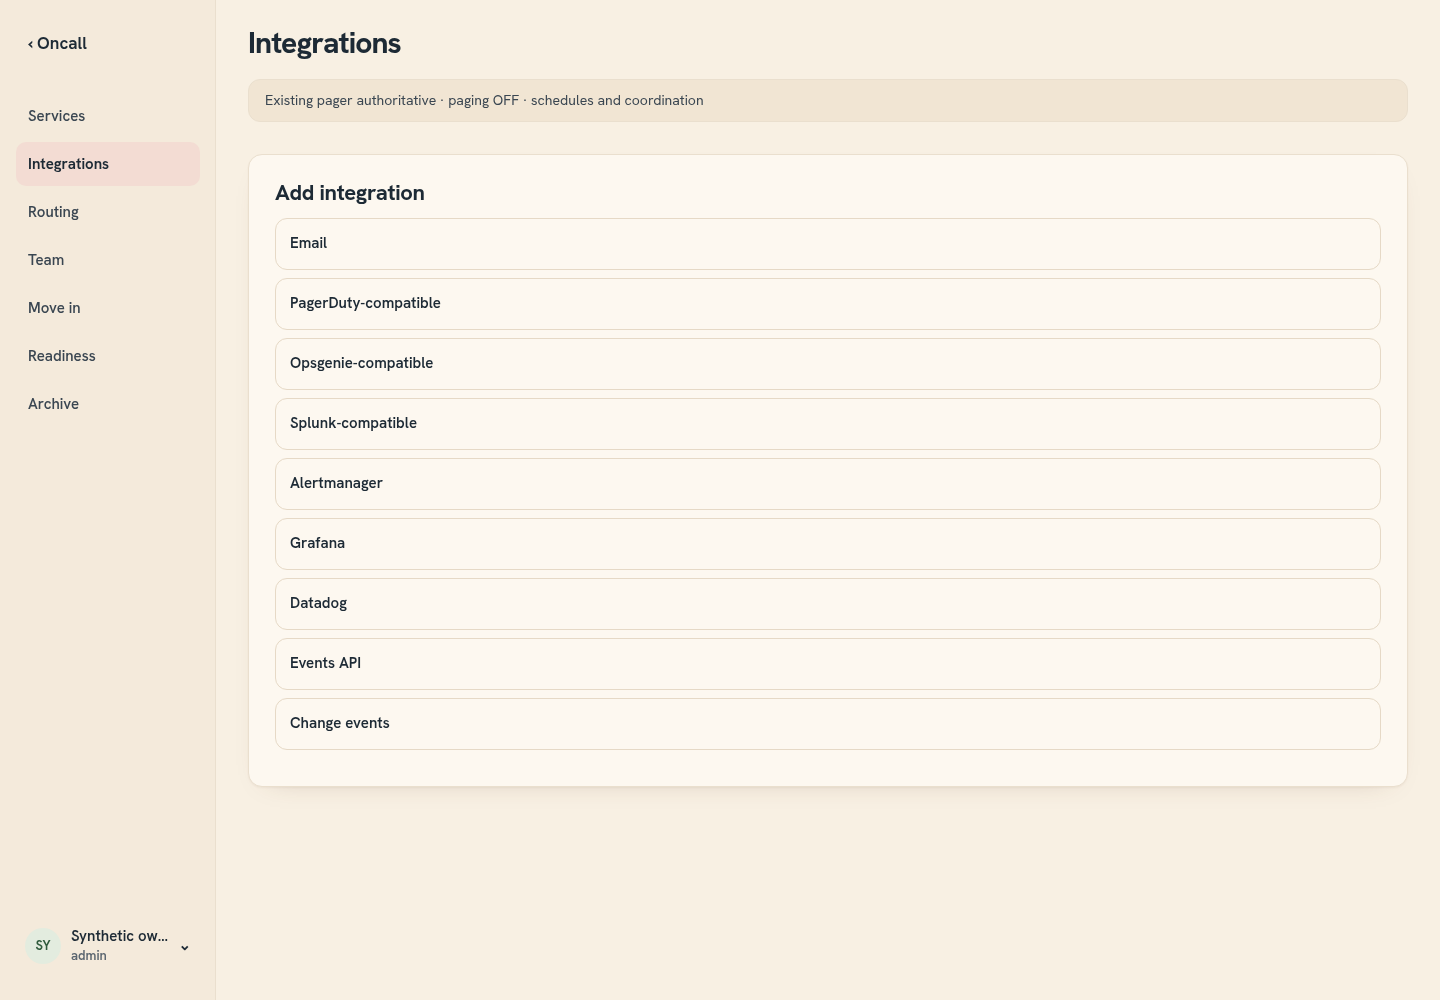 ‹ Oncall
Services
Integrations
Routing
Team
Move in
Readiness
Archive
SY
Synthetic ow...
admin
Integrations
Existing pager authoritative · paging OFF · schedules and coordination
Add integration
Email
PagerDuty-compatible
Opsgenie-compatible
Splunk-compatible
Alertmanager
Grafana
Datadog
Events API
Change events